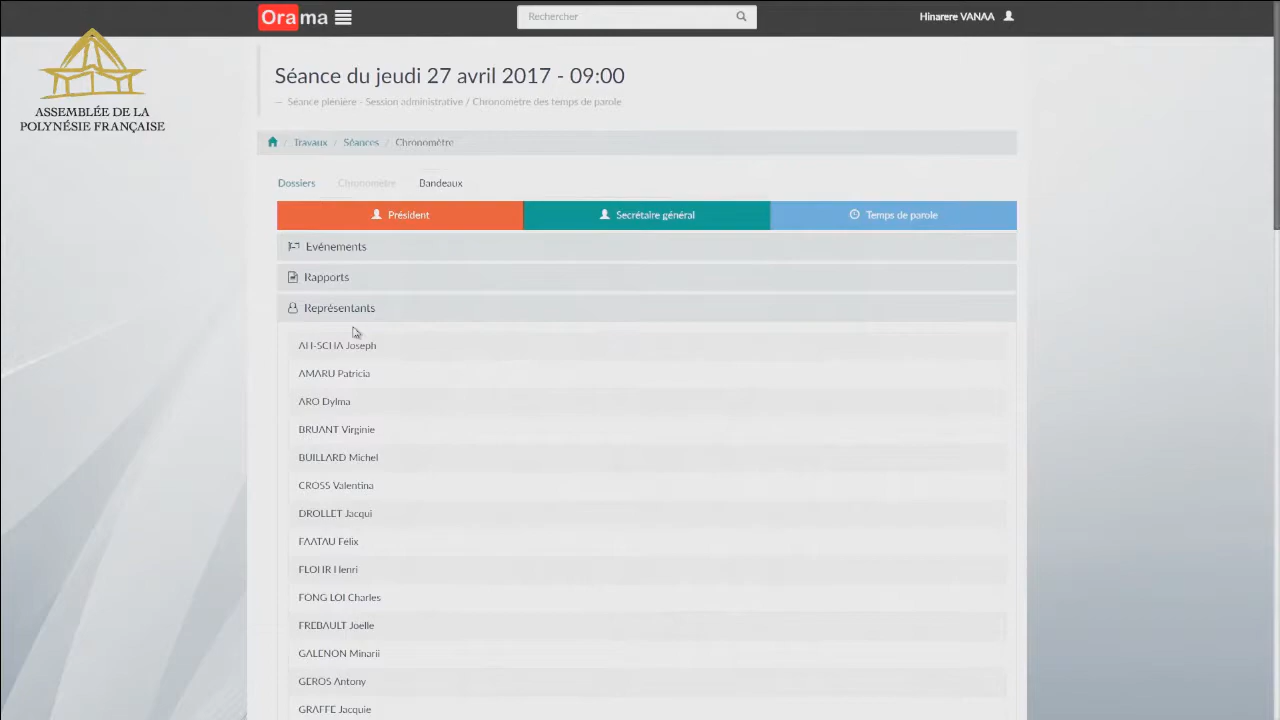 Orama
Rechercher
Hinarere VANAA
ASSEMBLÉE DE LA
POLYNÉSIE FRANÇAISE
Séance du jeudi 27 avril 2017 - 09:00
— Séance plénière - Session administrative / Chronomètre des temps de parole
/ Travaux / Séances / Chronomètre
Dossiers Chronomètre Bandeaux
Président Secrétaire général Temps de parole
Evénements
Rapports
Représentants
AH-SCHA Joseph
AMARU Patricia
ARO Dylma
BRUANT Virginie
BUILLARD Michel
CROSS Valentina
DROLLET Jacqui
FAATAU Félix
FLOHR Henri
FONG LOI Charles
FREBAULT Joelle
GALENON Minarii
GEROS Antony
GRAFFE Jacquie